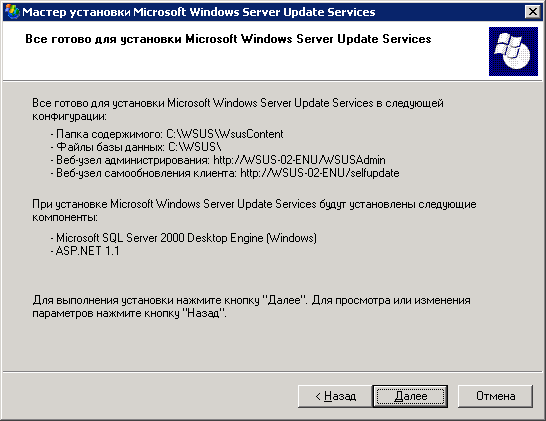 Мастер установки Microsoft Windows Server Update Services
Все готово для установки Microsoft Windows Server Update Services
Все готово для установки Microsoft Windows Server Update Services в следующей
конфигурации:
- Папка содержимого: C:\WSUS\WsusContent
- Файлы базы данных: C:\WSUS\
- Веб-узел администрирования: http://WSUS-02-ENU/WSUSAdmin
- Веб-узел самообновления клиента: http://WSUS-02-ENU/selfupdate
При установке Microsoft Windows Server Update Services будут установлены следующие
компоненты:
- Microsoft SQL Server 2000 Desktop Engine (Windows)
- ASP.NET 1.1
Для выполнения установки нажмите кнопку "Далее". Для просмотра или изменения
параметров нажмите кнопку "Назад".
< Назад Далее Отмена